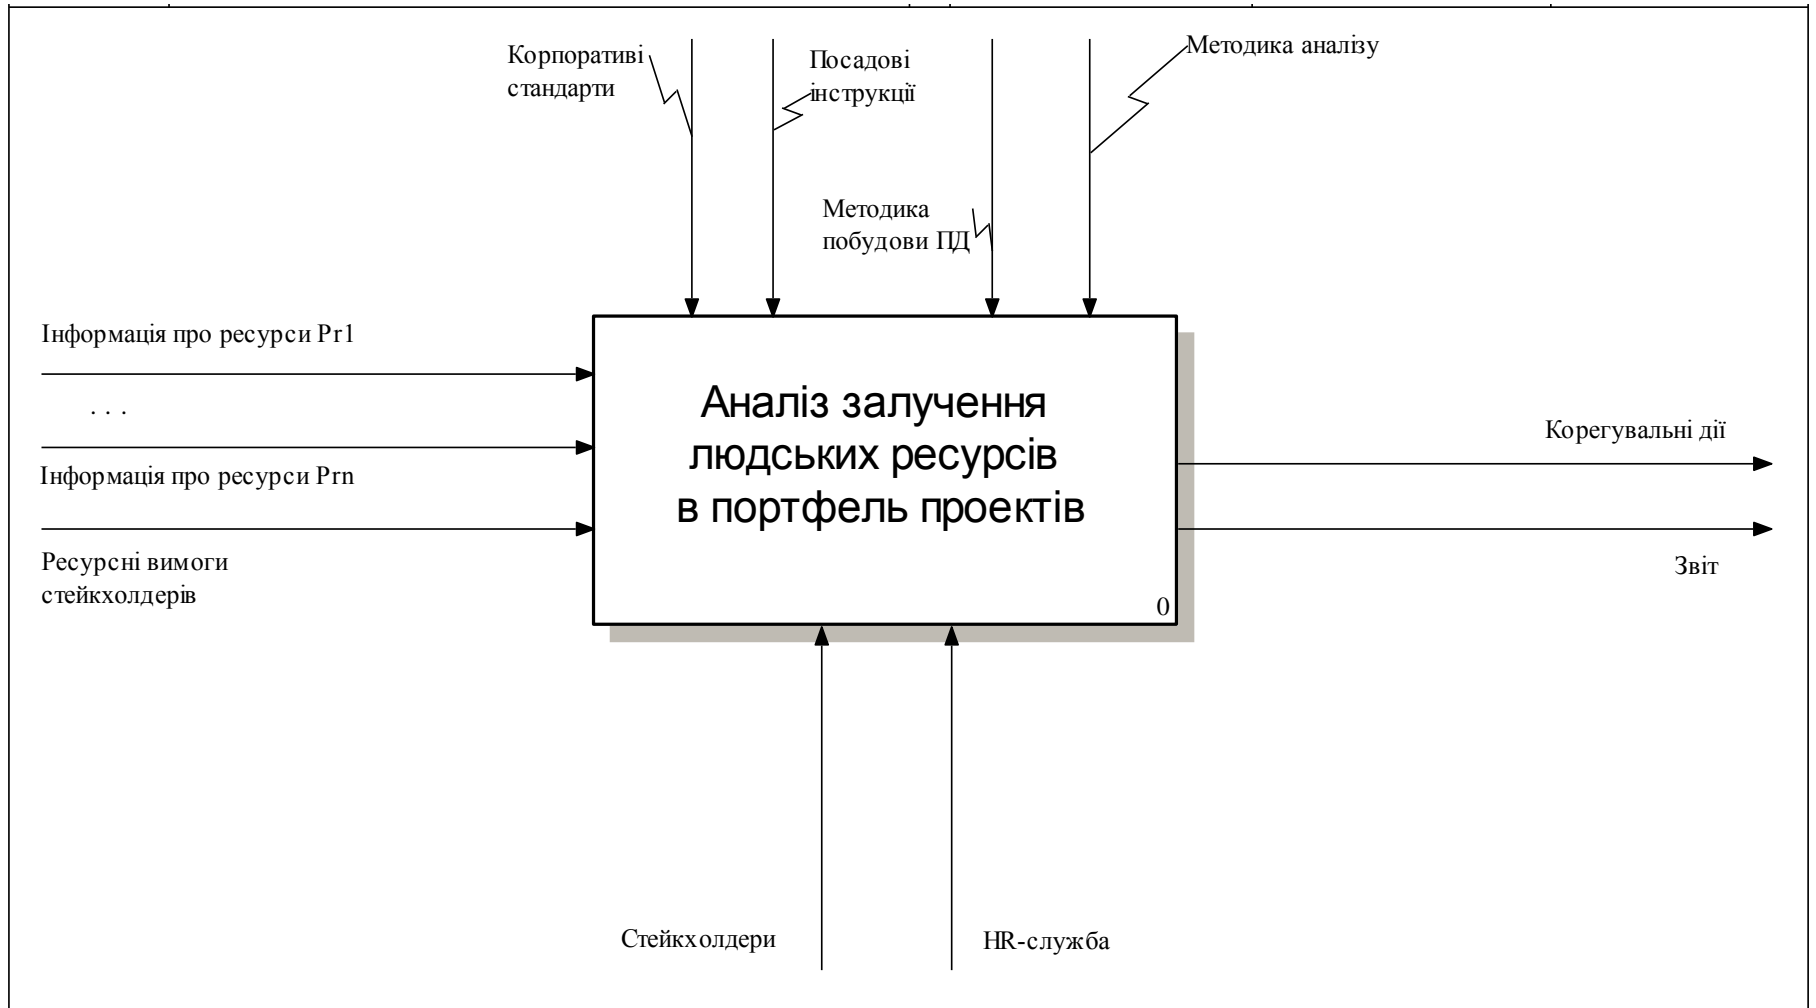 Корпоративі
стандарти
Посадові
інструкції
Методика аналізу
Методика
побудови ПД
Інформація про ресурси Pr1
. . .
Інформація про ресурси Prn
Ресурсні вимоги
стейкхолдерів
Аналіз залучення
людських ресурсів
в портфель проектів
0
Корегувальні дії
Звіт
Стейкхолдери
HR-служба